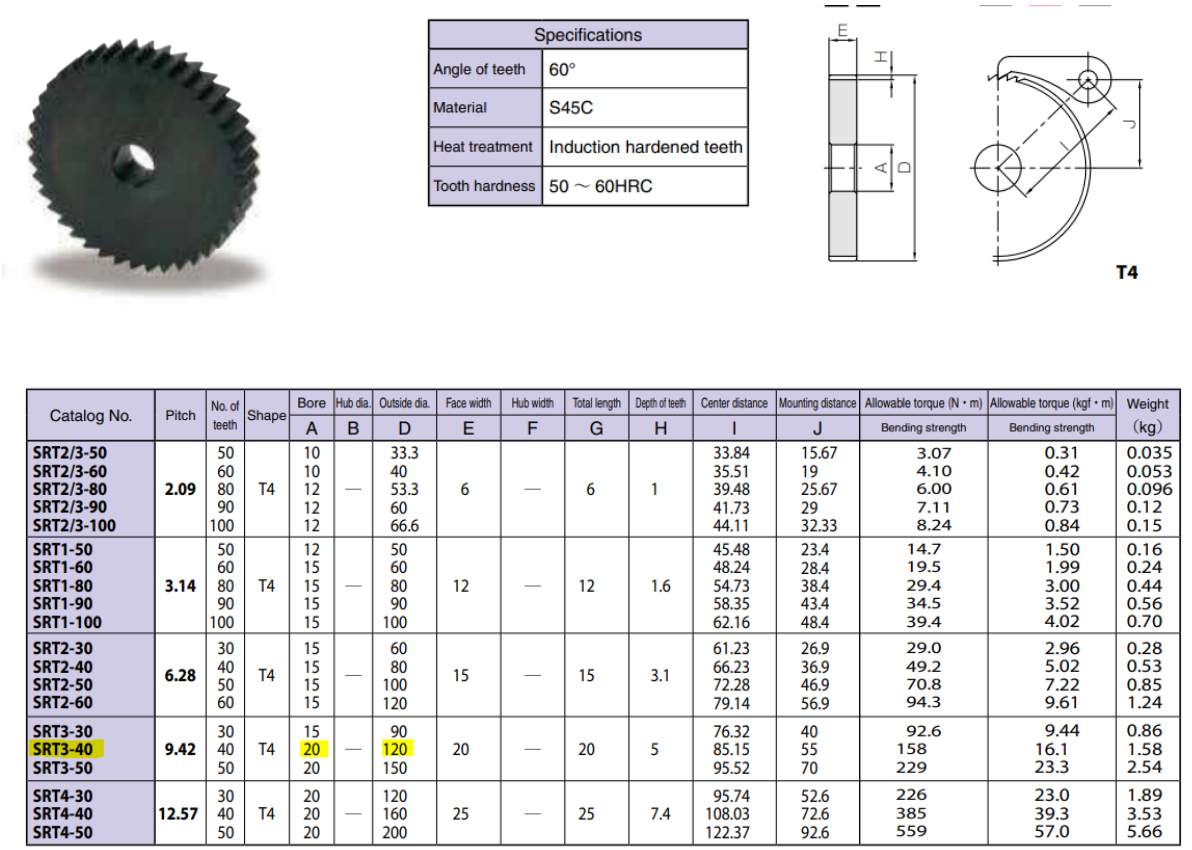 Specifications
Angle of teeth 60°
Material S45C
Heat treatment Induction hardened teeth
Tooth hardness 50 ~ 60HRC
E
H
A
D
I
J
T4
Catalog No. Pitch No. of teeth Shape Bore Hub dia. Outside dia. Face width Hub width Total length Depth of teeth Center distance Mounting distance Allowable torque (N・m) Allowable torque (kgf・m) Weight (kg)
A B D E F G H I J Bending strength Bending strength
SRT2/3-50 50 10 33.3 33.84 15.67 3.07 0.31 0.035
SRT2/3-60 60 10 40 35.51 19 4.10 0.42 0.053
SRT2/3-80 2.09 80 T4 12 — 53.3 6 — 6 1 39.48 25.67 6.00 0.61 0.096
SRT2/3-90 90 12 60 41.73 29 7.11 0.73 0.12
SRT2/3-100 100 12 66.6 44.11 32.33 8.24 0.84 0.15
SRT1-50 50 12 50 45.48 23.4 14.7 1.50 0.16
SRT1-60 60 15 60 48.24 28.4 19.5 1.99 0.24
SRT1-80 3.14 80 T4 15 — 80 12 — 12 1.6 54.73 38.4 29.4 3.00 0.44
SRT1-90 90 15 90 58.35 43.4 34.5 3.52 0.56
SRT1-100 100 15 100 62.16 48.4 39.4 4.02 0.70
SRT2-30 30 15 60 61.23 26.9 29.0 2.96 0.28
SRT2-40 6.28 40 T4 15 — 80 15 — 15 3.1 66.23 36.9 49.2 5.02 0.53
SRT2-50 50 15 100 72.28 46.9 70.8 7.22 0.85
SRT2-60 60 15 120 79.14 56.9 94.3 9.61 1.24
SRT3-30 30 15 90 76.32 40 92.6 9.44 0.86
SRT3-40 9.42 40 T4 20 — 120 20 — 20 5 85.15 55 158 16.1 1.58
SRT3-50 50 20 150 95.52 70 229 23.3 2.54
SRT4-30 30 20 120 95.74 52.6 226 23.0 1.89
SRT4-40 12.57 40 T4 20 — 160 25 — 25 7.4 108.03 72.6 385 39.3 3.53
SRT4-50 50 20 200 122.37 92.6 559 57.0 5.66